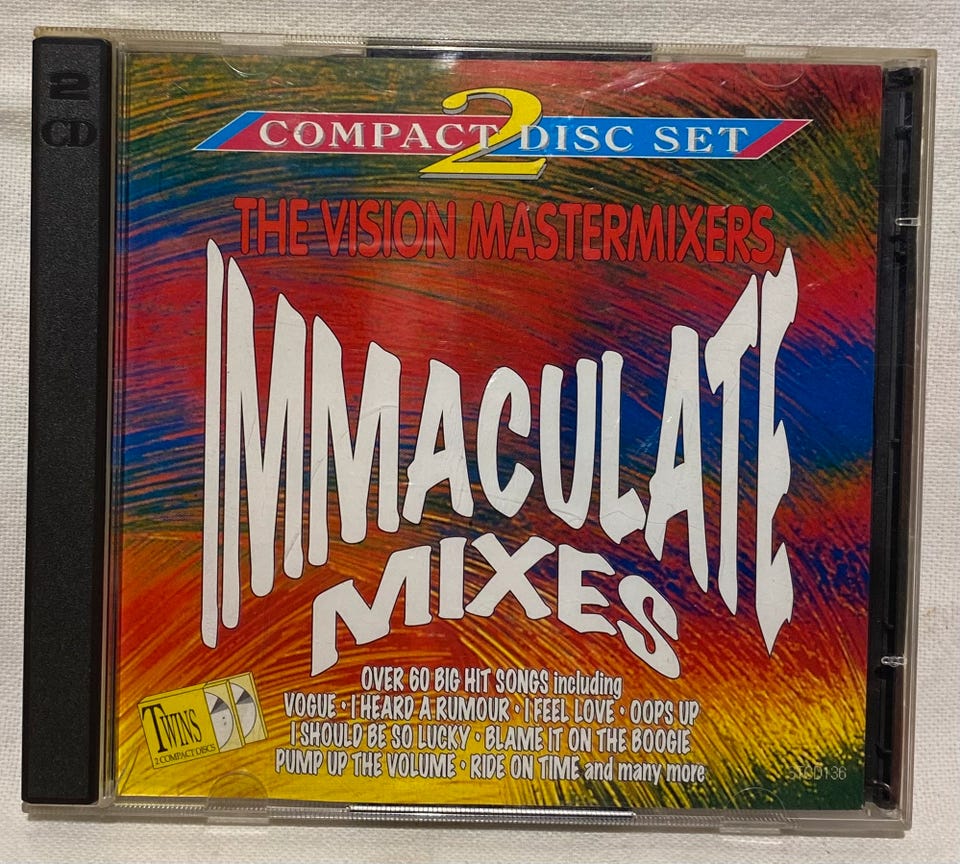 2
CD
COMPACT 2 DISC SET
THE VISION MASTERMIXERS
IMMACULATE
MIXES
OVER 60 BIG HIT SONGS including
VOGUE • I HEARD A RUMOUR • I FEEL LOVE • OOPS UP
I SHOULD BE SO LUCKY • BLAME IT ON THE BOOGIE
PUMP UP THE VOLUME • RIDE ON TIME and many more
TWINS
2 COMPACT DISCS
STCD136